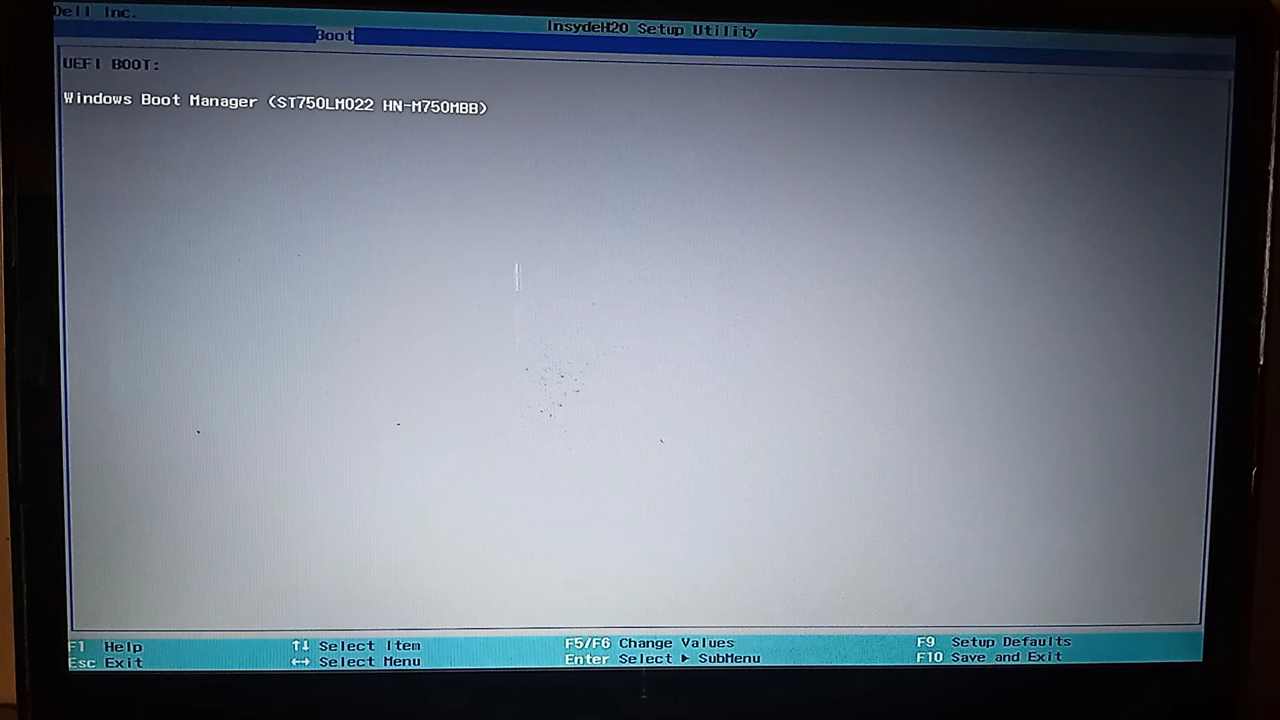 Dell Inc.
InsydeH2O Setup Utility
Boot
UEFI BOOT:
Windows Boot Manager (ST750LM022 HN-M750MBB)
F1 Help
↑↓ Select Item
F5/F6 Change Values
F9 Setup Defaults
Esc Exit
↔ Select Menu
Enter Select ► SubMenu
F10 Save and Exit